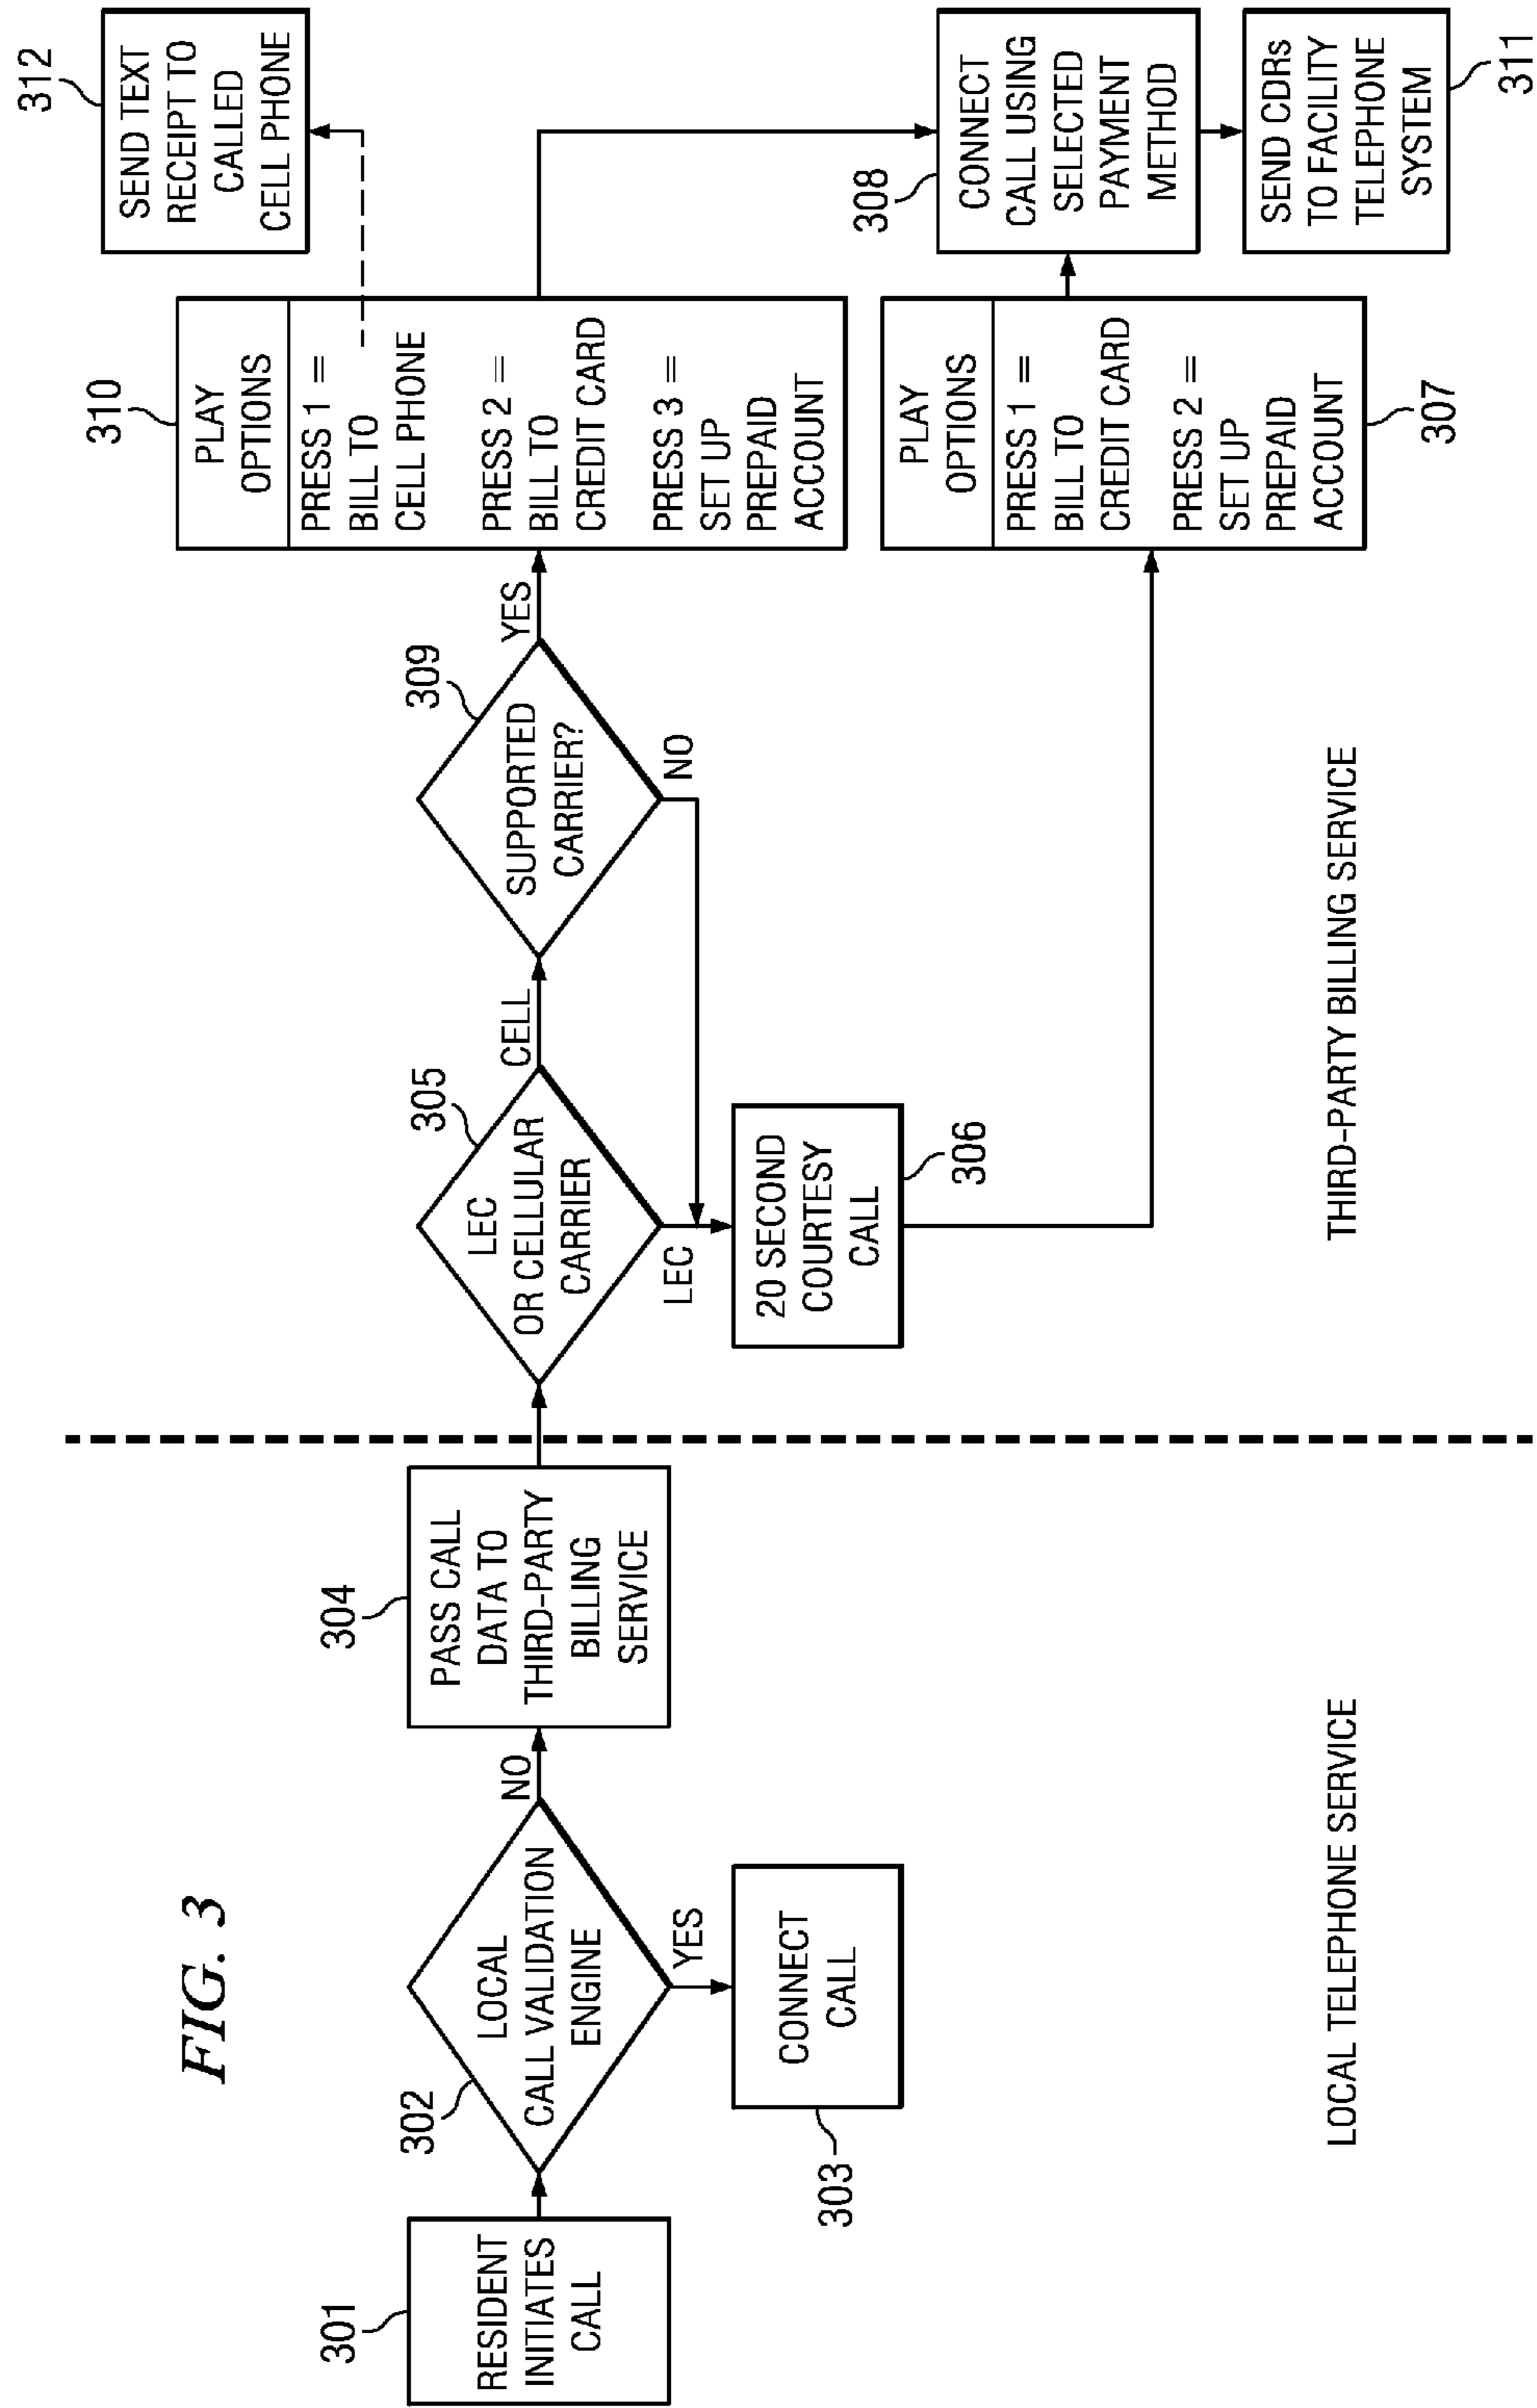 FIG. 3
301
RESIDENT
INITIATES
CALL
302
LOCAL
CALL VALIDATION
ENGINE
YES
NO
CONNECT
CALL
303
304
PASS CALL
DATA TO
THIRD-PARTY
BILLING
SERVICE
305
LEC
OR CELLULAR
CARRIER
LEC
CELL
20 SECOND
COURTESY
CALL
306
309
SUPPORTED
CARRIER?
NO
YES
310
PLAY
OPTIONS
PRESS 1 =
BILL TO
CELL PHONE
PRESS 2 =
BILL TO
CREDIT CARD
PRESS 3 =
SET UP
PREPAID
ACCOUNT
PLAY
OPTIONS
PRESS 1 =
BILL TO
CREDIT CARD
PRESS 2 =
SET UP
PREPAID
ACCOUNT
307
312
SEND TEXT
RECEIPT TO
CALLED
CELL PHONE
308
CONNECT
CALL USING
SELECTED
PAYMENT
METHOD
SEND CDRs
TO FACILITY
TELEPHONE
SYSTEM
311
LOCAL TELEPHONE SERVICE
THIRD-PARTY BILLING SERVICE